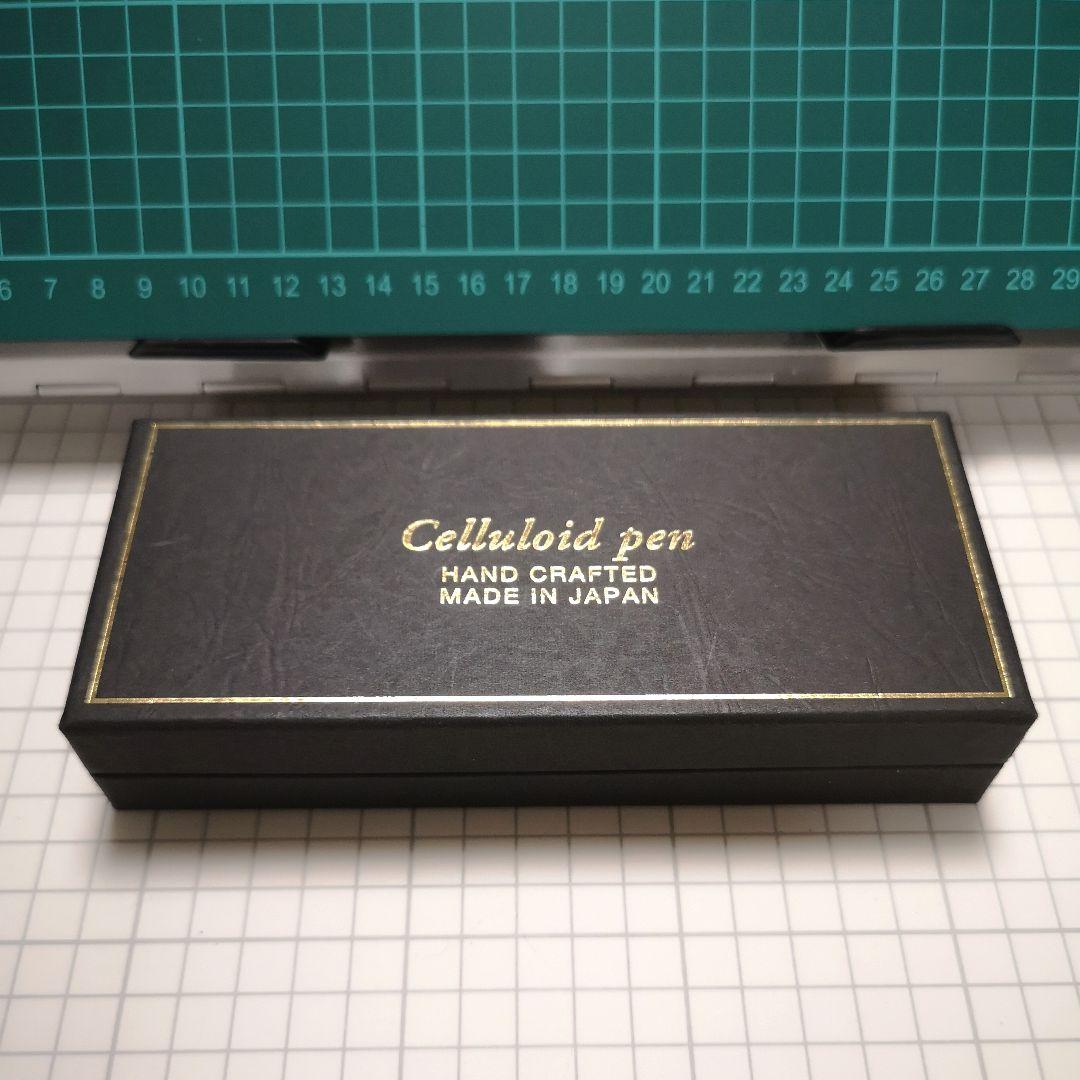 6 7 8 9 10 11 12 13 14 15 16 17 18 19 20 21 22 23 24 25 26 27 28 29
Celluloid pen
HAND CRAFTED
MADE IN JAPAN